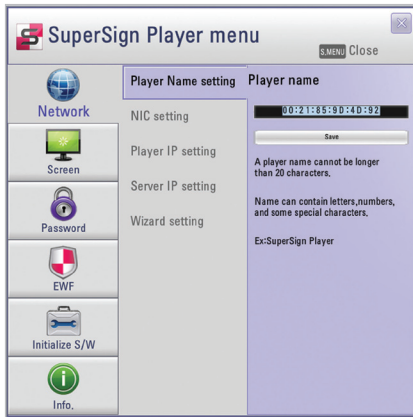 SuperSign Player menu
S.MENU Close
Network
Screen
Password
EWF
Initialize S/W
Info.
Player Name setting
NIC setting
Player IP setting
Server IP setting
Wizard setting
Player name
00:21:85:9D:4D:92
Save
A player name cannot be longer
than 20 characters.
Name can contain letters,numbers,
and some special characters.
Ex:SuperSign Player